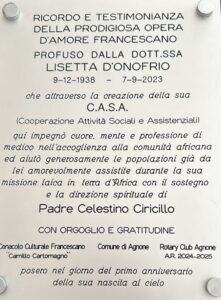 RICORDO E TESTIMONIANZA
DELLA PRODIGIOSA OPERA
D'AMORE FRANCESCANO
PROFUSO DALLA DOTT.SSA
LISETTA D'ONOFRIO
9-12-1938 – 7-9-2023
che attraverso la creazione della sua
C.A.S.A.
(Cooperazione Attività Sociali e Assistenziali)
qui impegnò cuore, mente e professione di
medico nell'accoglienza alla comunità africana
ed aiutò generosamente le popolazioni già da
lei amorevolmente assistite durante la sua
missione laica in terra d'Africa con il sostegno
e la direzione spirituale di
Padre Celestino Ciricillo
CON ORGOGLIO E GRATITUDINE
Cenacolo Culturale Francescano Comune di Agnone Rotary Club Agnone
"Camillo Carlomagno" A.R. 2024-2025
posero nel giorno del primo anniversario
della sua nascita al cielo